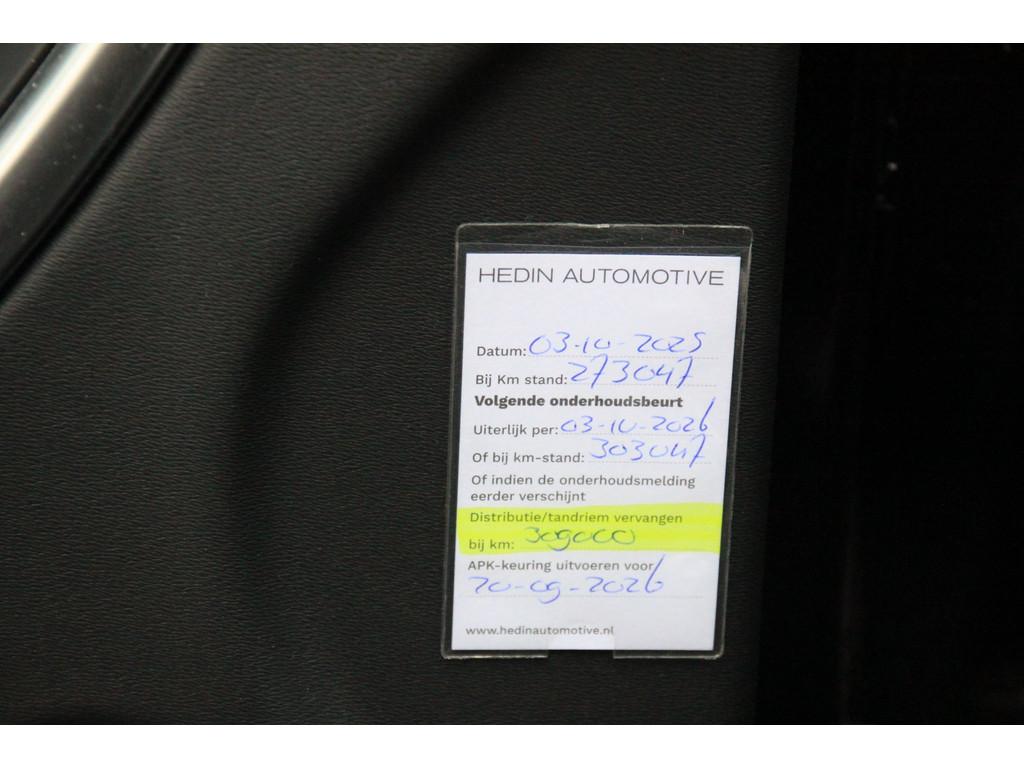 HEDIN AUTOMOTIVE
Datum: 03-10-2025
Bij Km stand: 273047
Volgende onderhoudsbeurt
Uiterlijk per: 03-10-2026
Of bij km-stand: 303047
Of indien de onderhoudsmelding
eerder verschijnt
Distributie/tandriem vervangen
bij km: 309000
APK-keuring uitvoeren voor
20-09-2026
www.hedinautomotive.nl